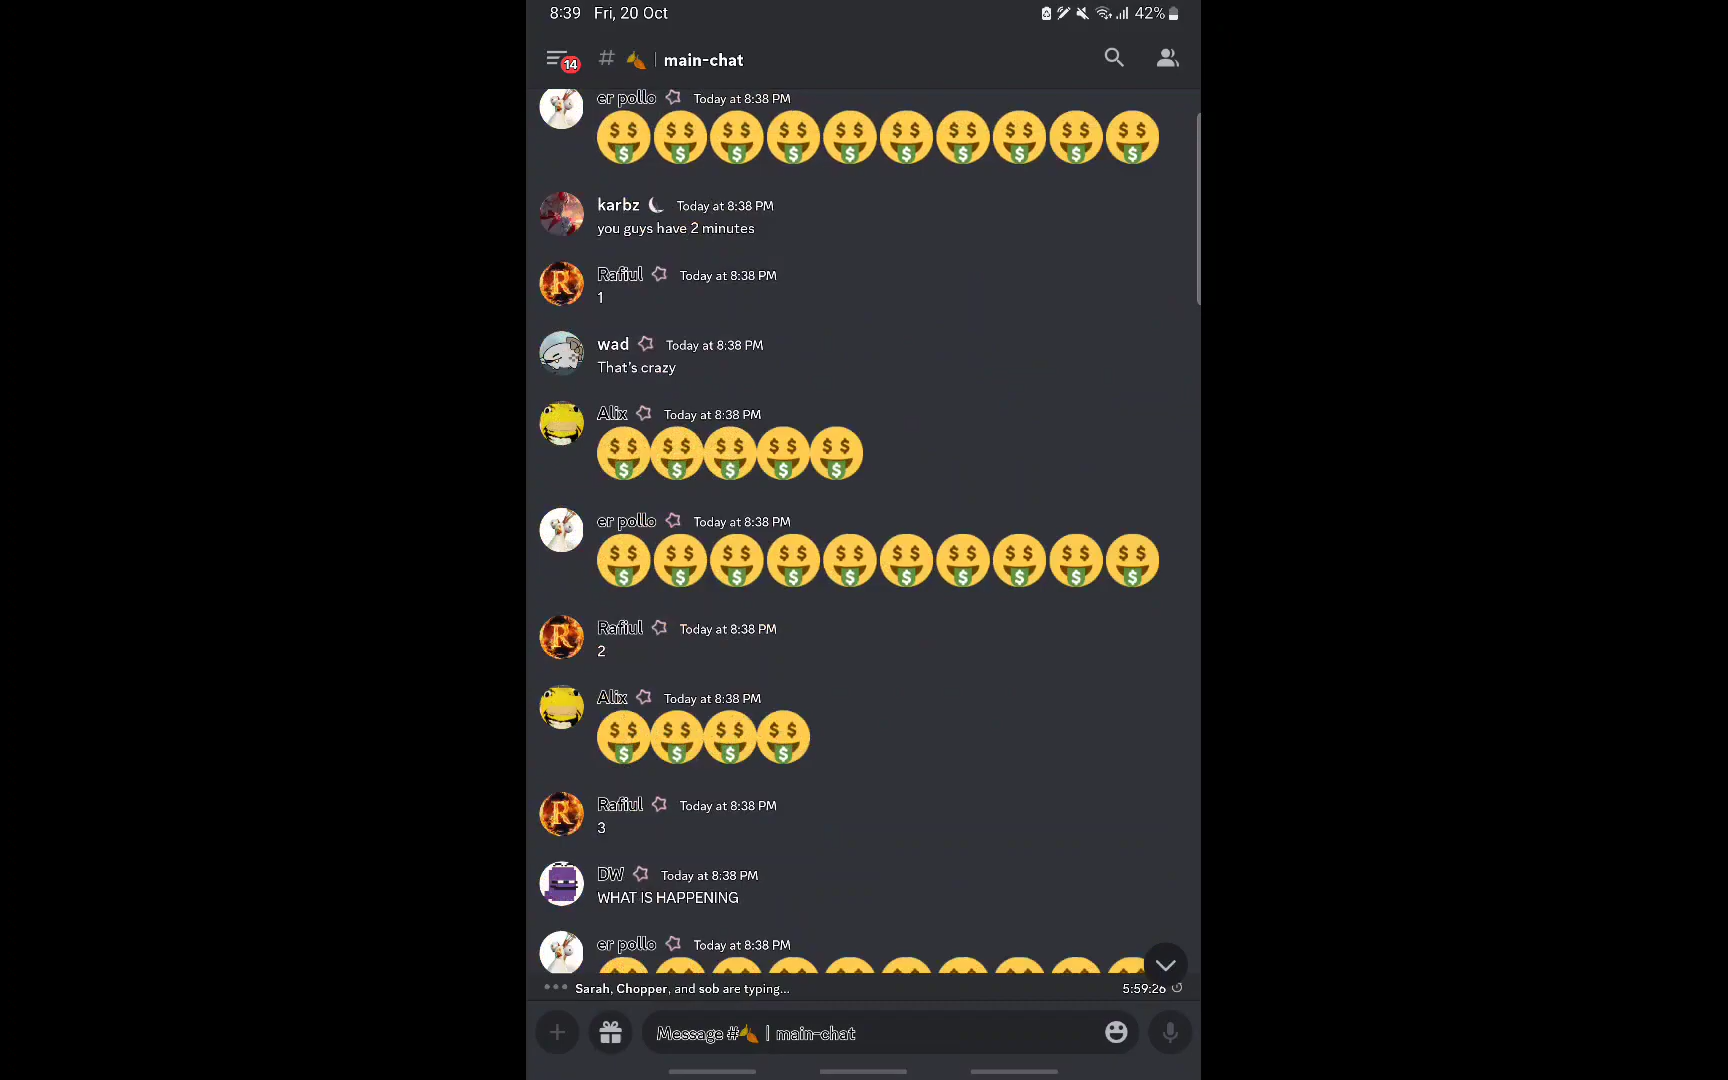 8:39 Fri, 20 Oct 42%
14 # | main-chat
er pollo Today at 8:38 PM
karbz Today at 8:38 PM
you guys have 2 minutes
Rafiul Today at 8:38 PM
1
wad Today at 8:38 PM
That's crazy
Alix Today at 8:38 PM
er pollo Today at 8:38 PM
Rafiul Today at 8:38 PM
2
Alix Today at 8:38 PM
Rafiul Today at 8:38 PM
3
DW Today at 8:38 PM
WHAT IS HAPPENING
er pollo Today at 8:38 PM
Sarah, Chopper, and sob are typing... 5:59:26
Message # | main-chat